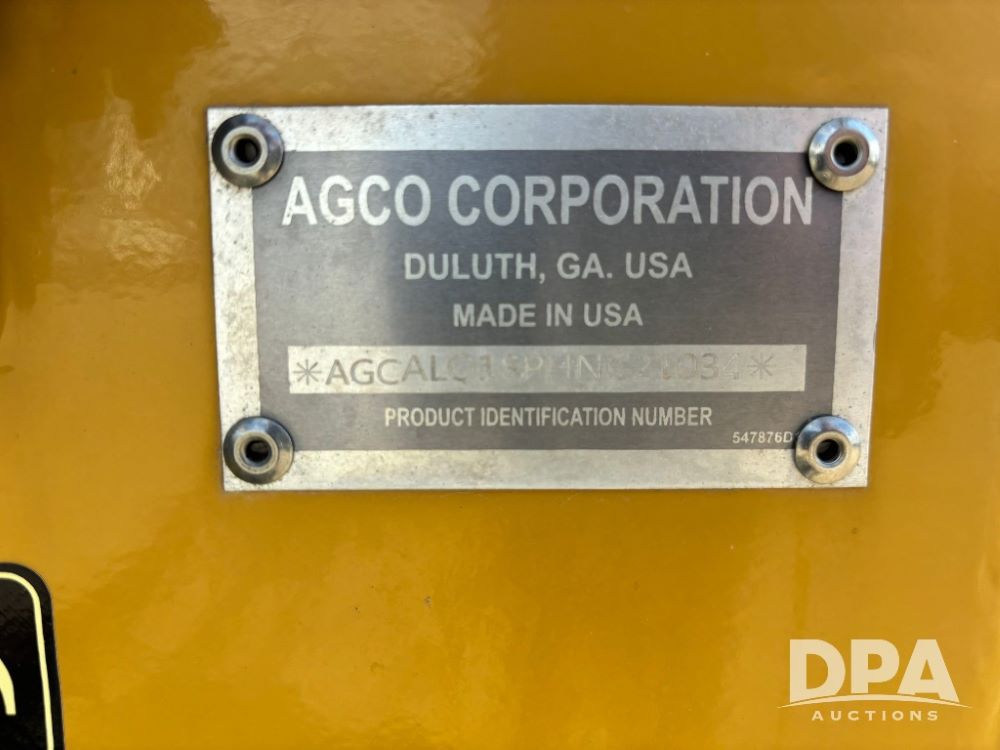 AGCO CORPORATION
DULUTH, GA. USA
MADE IN USA
PRODUCT IDENTIFICATION NUMBER
547876D
DPA
AUCTIONS